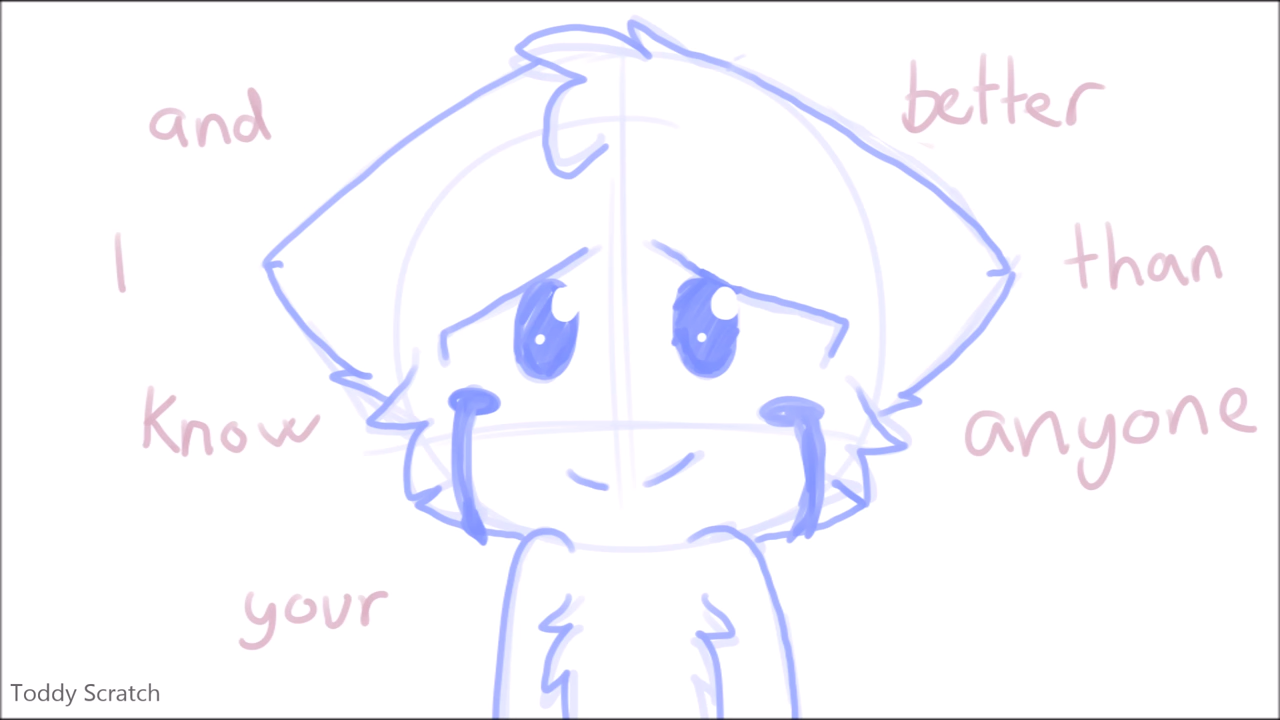 and
I
know
your
better
than
anyone
Toddy Scratch